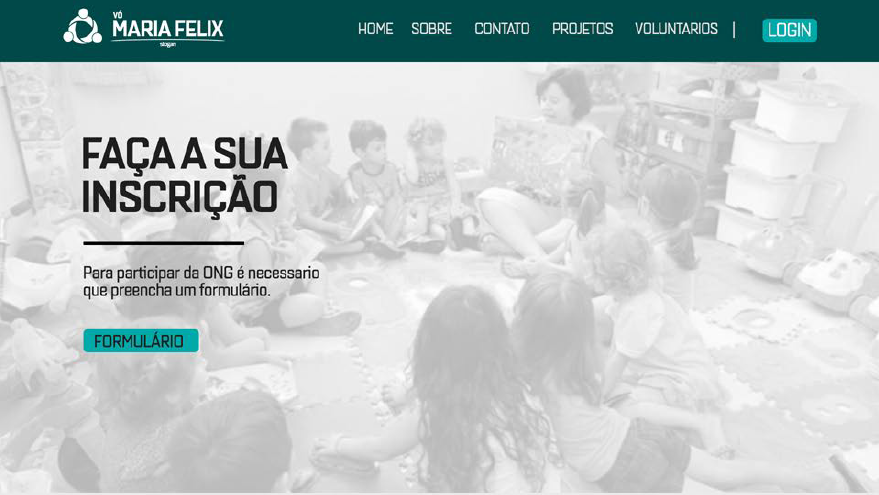 VÓ
MARIA FELIX
slogan
HOME SOBRE CONTATO PROJETOS VOLUNTARIOS | LOGIN
FAÇA A SUA
INSCRIÇÃO
Para participar da ONG é necessario
que preencha um formulário.
FORMULÁRIO